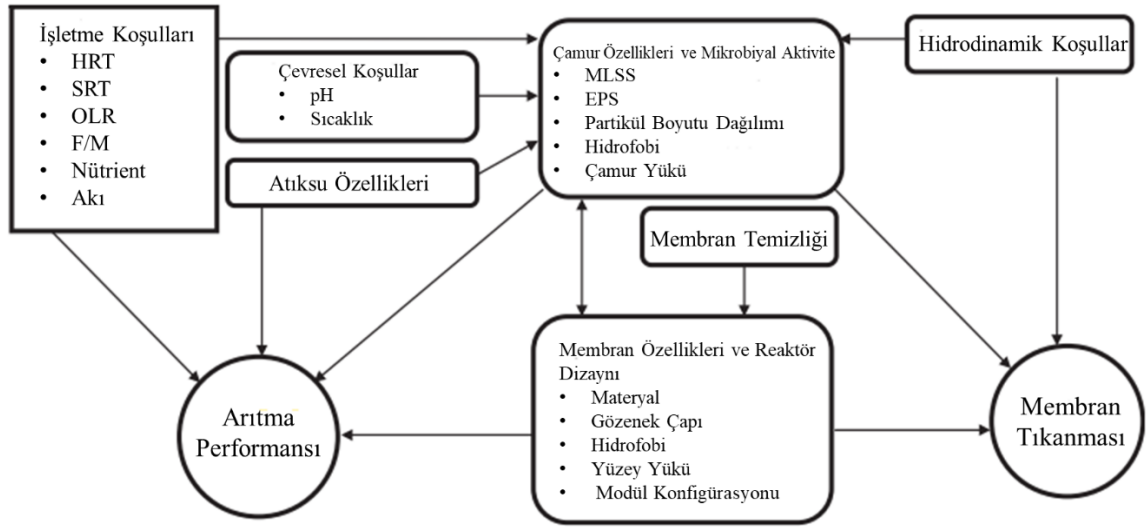 İşletme Koşulları
• HRT
• SRT
• OLR
• F/M
• Nütrient
• Akı
Çevresel Koşullar
• pH
• Sıcaklık
Atıksu Özellikleri
Çamur Özellikleri ve Mikrobiyal Aktivite
• MLSS
• EPS
• Partikül Boyutu Dağılımı
• Hidrofobi
• Çamur Yükü
Hidrodinamik Koşullar
Membran Temizliği
Membran Özellikleri ve Reaktör
Dizaynı
• Materyal
• Gözenek Çapı
• Hidrofobi
• Yüzey Yükü
• Modül Konfigürasyonu
Arıtma
Performansı
Membran
Tıkanması